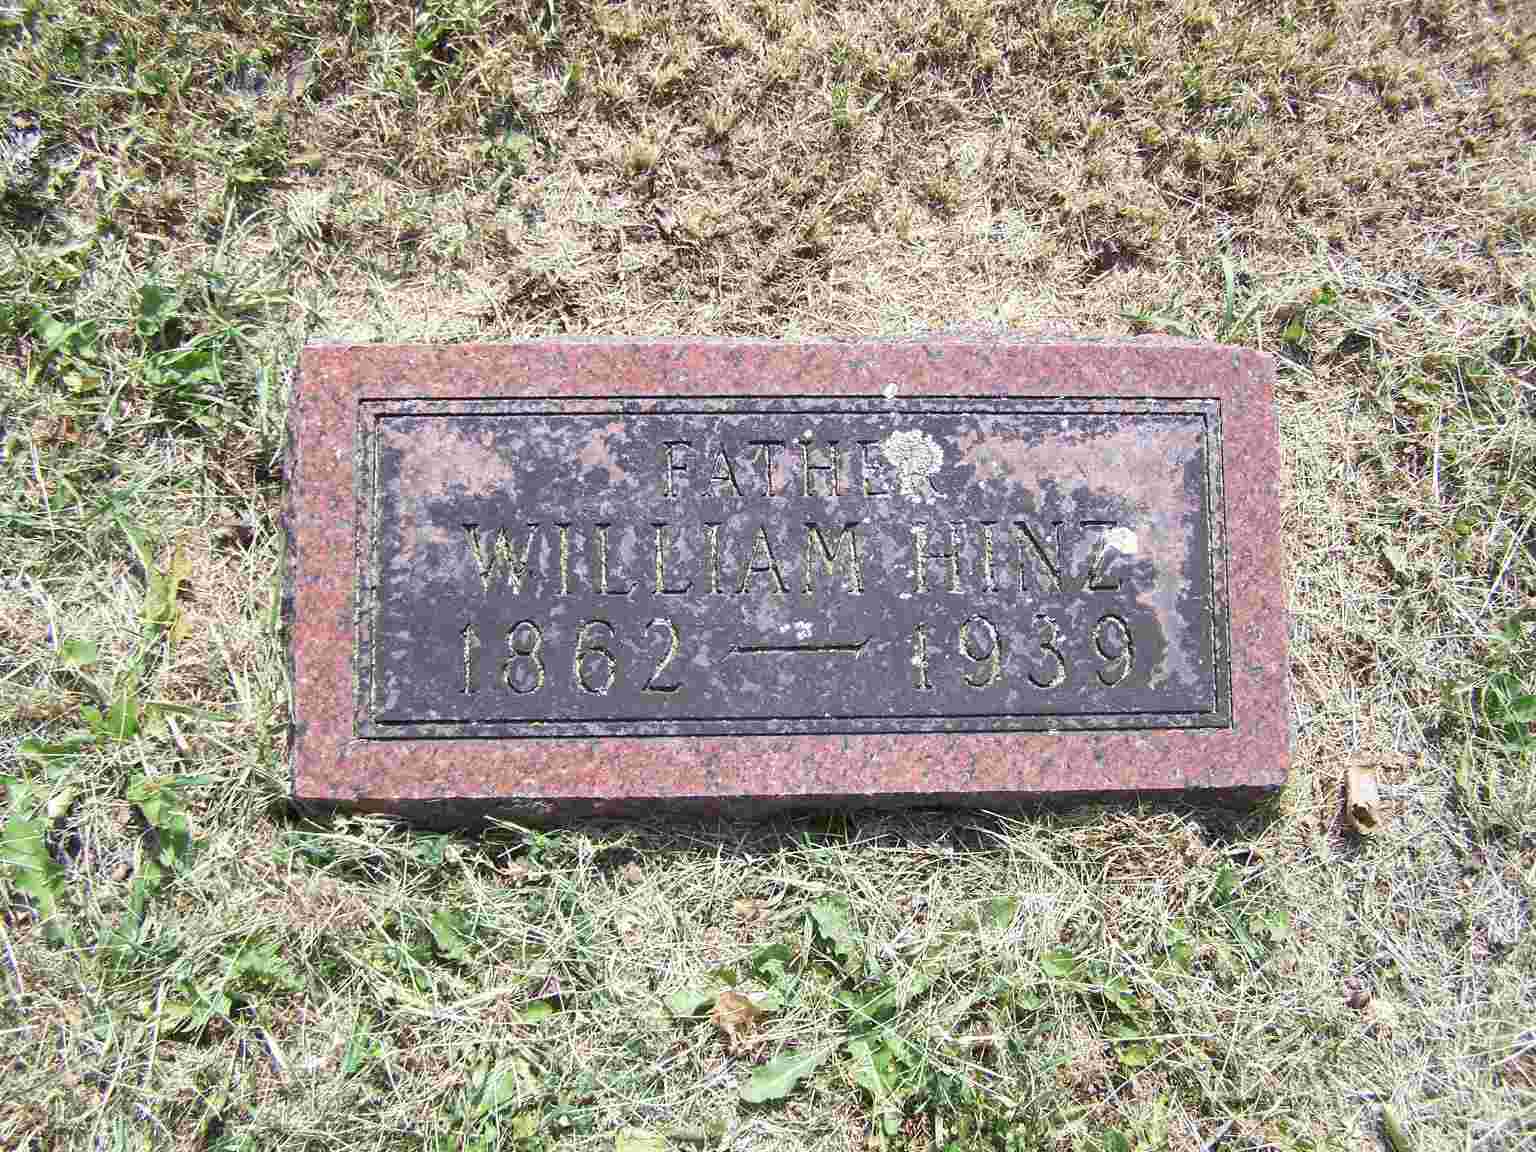 FATHER
WILLIAM HINZ
1862 — 1939